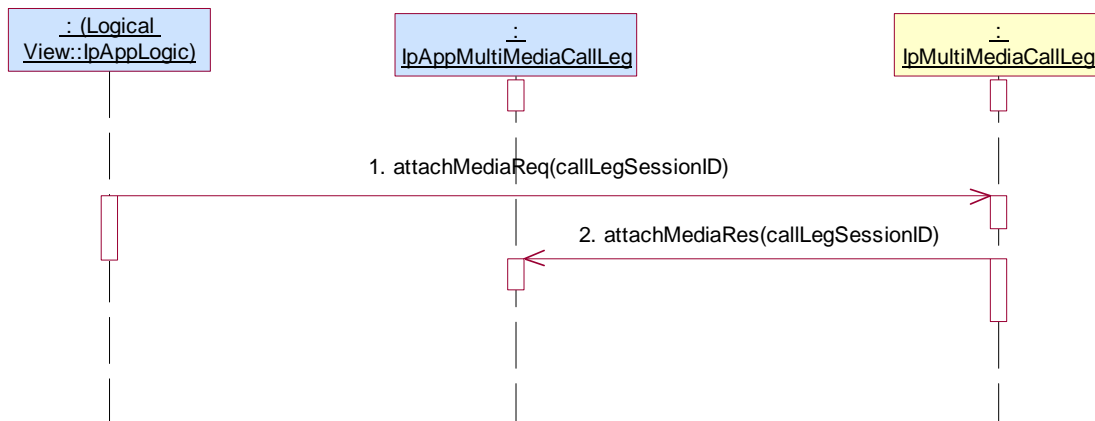 : (Logical
View::IpAppLogic)
:
IpAppMultiMediaCallLeg
:
IpMultiMediaCallLeg
1. attachMediaReq(callLegSessionID)
2. attachMediaRes(callLegSessionID)